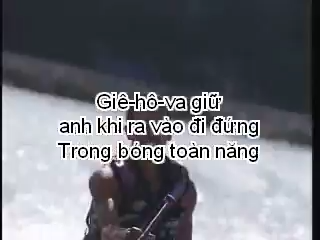 Giê-hô-va giữ
anh khi ra vào đi đứng
Trong bóng toàn năng